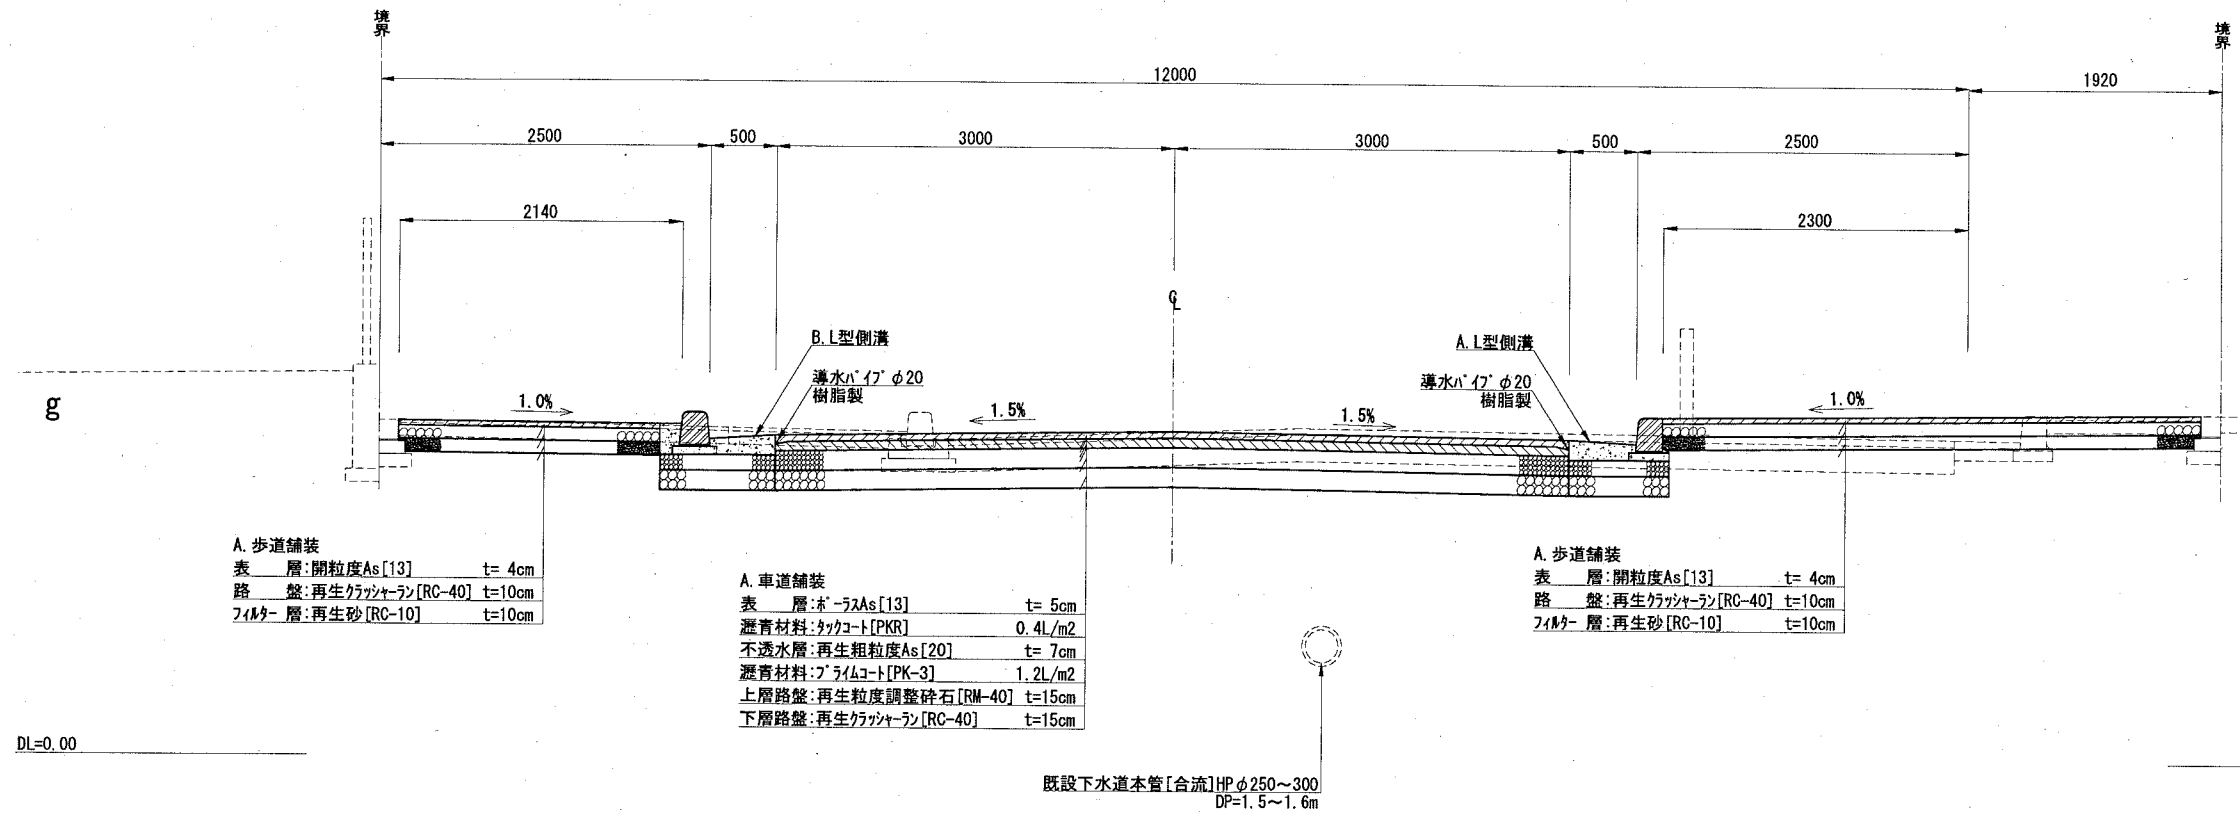 境界
境界
12000
1920
2500
500
3000
3000
500
2500
2140
2300
CL
B.L型側溝
導水パイプφ20
樹脂製
A.L型側溝
導水パイプφ20
樹脂製
g
1.0%
1.5%
1.5%
1.0%
A.歩道舗装
表　層:開粒度As[13] t= 4cm
路　盤:再生クラッシャーラン[RC-40] t=10cm
フィルター層:再生砂[RC-10] t=10cm
A.車道舗装
表　層:ポーラスAs[13] t= 5cm
瀝青材料:タックコート[PKR] 0.4L/m2
不透水層:再生粗粒度As[20] t= 7cm
瀝青材料:プライムコート[PK-3] 1.2L/m2
上層路盤:再生粒度調整砕石[RM-40] t=15cm
下層路盤:再生クラッシャーラン[RC-40] t=15cm
A.歩道舗装
表　層:開粒度As[13] t= 4cm
路　盤:再生クラッシャーラン[RC-40] t=10cm
フィルター層:再生砂[RC-10] t=10cm
DL=0.00
既設下水道本管[合流]HPφ250～300
DP=1.5～1.6m